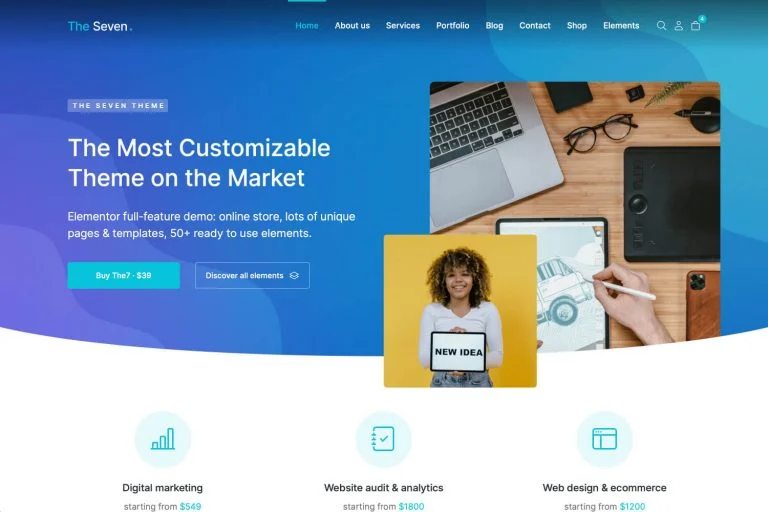 The Seven.
Home About us Services Portfolio Blog Contact Shop Elements 4
THE SEVEN THEME
The Most Customizable
Theme on the Market
Elementor full-feature demo: online store, lots of unique
pages & templates, 50+ ready to use elements.
Buy The7 · $39 Discover all elements
NEW IDEA
Digital marketing Website audit & analytics Web design & ecommerce
starting from $549 starting from $1800 starting from $1200